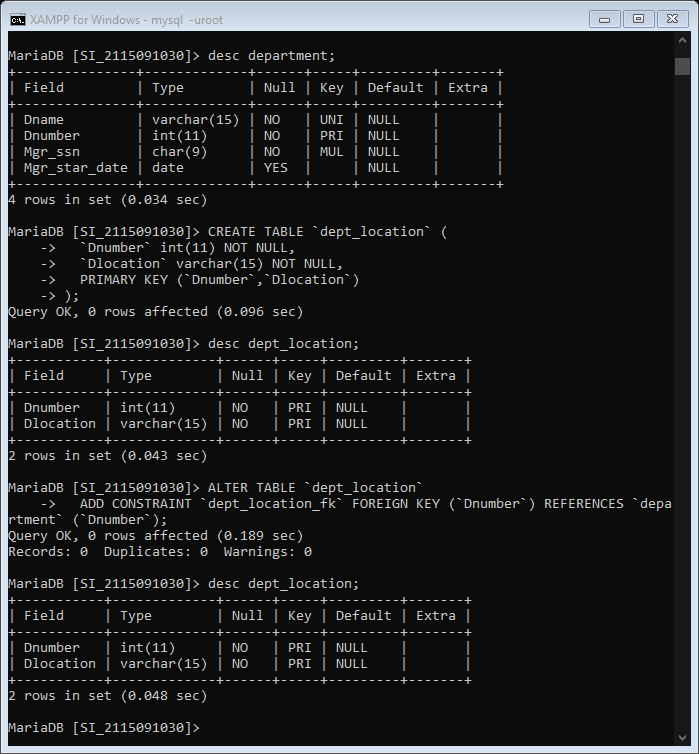 XAMPP for Windows - mysql  -uroot
MariaDB [SI_2115091030]> desc department;
+--------------+-------------+------+-----+---------+-------+
| Field        | Type        | Null | Key | Default | Extra |
+--------------+-------------+------+-----+---------+-------+
| Dname        | varchar(15) | NO   | UNI | NULL    |       |
| Dnumber      | int(11)     | NO   | PRI | NULL    |       |
| Mgr_ssn      | char(9)     | NO   | MUL | NULL    |       |
| Mgr_star_date | date        | YES  |     | NULL    |       |
+--------------+-------------+------+-----+---------+-------+
4 rows in set (0.034 sec)
MariaDB [SI_2115091030]> CREATE TABLE `dept_location` (
    ->   `Dnumber` int(11) NOT NULL,
    ->   `Dlocation` varchar(15) NOT NULL,
    ->   PRIMARY KEY (`Dnumber`,`Dlocation`)
    -> );
Query OK, 0 rows affected (0.096 sec)
MariaDB [SI_2115091030]> desc dept_location;
+-----------+-------------+------+-----+---------+-------+
| Field     | Type        | Null | Key | Default | Extra |
+-----------+-------------+------+-----+---------+-------+
| Dnumber   | int(11)     | NO   | PRI | NULL    |       |
| Dlocation | varchar(15) | NO   | PRI | NULL    |       |
+-----------+-------------+------+-----+---------+-------+
2 rows in set (0.043 sec)
MariaDB [SI_2115091030]> ALTER TABLE `dept_location`
    ->   ADD CONSTRAINT `dept_location_fk` FOREIGN KEY (`Dnumber`) REFERENCES `depa
rtment` (`Dnumber`);
Query OK, 0 rows affected (0.189 sec)
Records: 0  Duplicates: 0  Warnings: 0
MariaDB [SI_2115091030]> desc dept_location;
+-----------+-------------+------+-----+---------+-------+
| Field     | Type        | Null | Key | Default | Extra |
+-----------+-------------+------+-----+---------+-------+
| Dnumber   | int(11)     | NO   | PRI | NULL    |       |
| Dlocation | varchar(15) | NO   | PRI | NULL    |       |
+-----------+-------------+------+-----+---------+-------+
2 rows in set (0.048 sec)
MariaDB [SI_2115091030]>